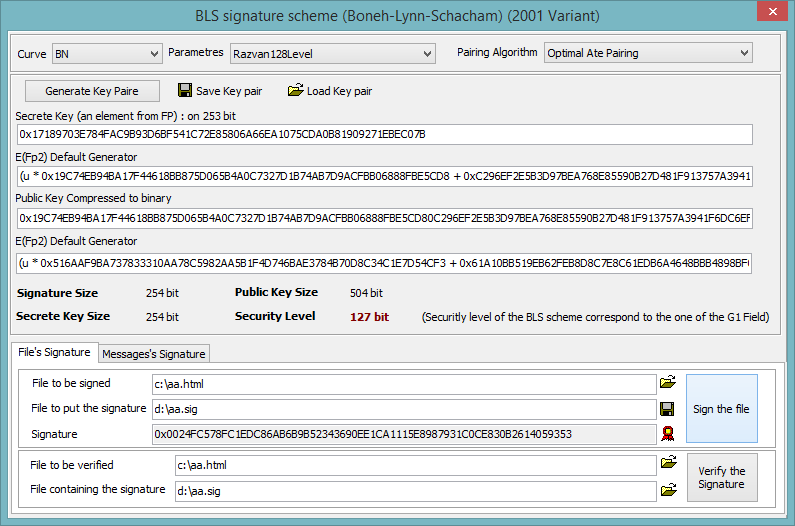 BLS signature scheme (Boneh-Lynn-Schacham) (2001 Variant)
Curve BN Parametres Razvan128Level Pairing Algorithm Optimal Ate Pairing
Generate Key Paire Save Key pair Load Key pair
Secrete Key (an element from FP) : on 253 bit
0x17189703E784FAC9B93D6BF541C72E85806A66EA1075CDA0B81909271EBEC07B
E(Fp2) Default Generator
(u * 0x19C74EB94BA17F44618BB875D065B4A0C7327D1B74AB7D9ACFBB06888FBE5CD8 + 0xC296EF2E5B3D97BEA768E85590B27D481F913757A3941
Public Key Compressed to binary
0x19C74EB94BA17F44618BB875D065B4A0C7327D1B74AB7D9ACFBB06888FBE5CD80C296EF2E5B3D97BEA768E85590B27D481F913757A3941F6DC6EF
E(Fp2) Default Generator
(u * 0x516AAF9BA737833310AA78C5982AA5B1F4D746BAE3784B70D8C34C1E7D54CF3 + 0x61A10BB519EB62FEB8D8C7E8C61EDB6A4648BBB4898BF
Signature Size 254 bit Public Key Size 504 bit
Secrete Key Size 254 bit Security Level 127 bit (Securitly level of the BLS scheme correspond to the one of the G1 Field)
File's Signature Messages's Signature
File to be signed c:\aa.html
File to put the signature d:\aa.sig Sign the file
Signature 0x0024FC578FC1EDC86AB6B9B52343690EE1CA1115E8987931C0CE830B2614059353
File to be verified c:\aa.html
File containing the signature d:\aa.sig
Verify the
Signature